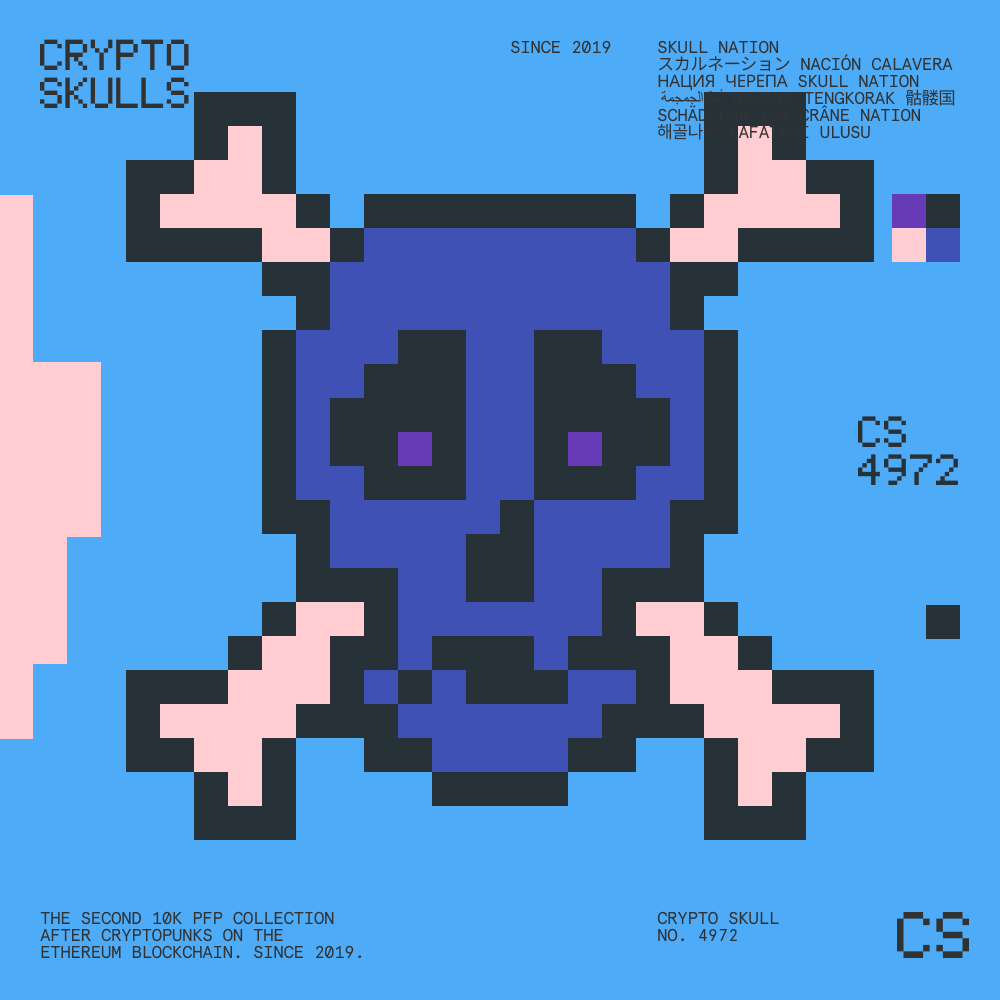 CRYPTO
SKULLS
SINCE 2019
SKULL NATION
スカルネーション NACIÓN CALAVERA
НАЦИЯ ЧЕРЕПА SKULL NATION
TENGKORAK 骷髅国
CRÂNE NATION
ULUSU
CS
4972
THE SECOND 10K PFP COLLECTION
AFTER CRYPTOPUNKS ON THE
ETHEREUM BLOCKCHAIN. SINCE 2019.
CRYPTO SKULL
NO. 4972
CS